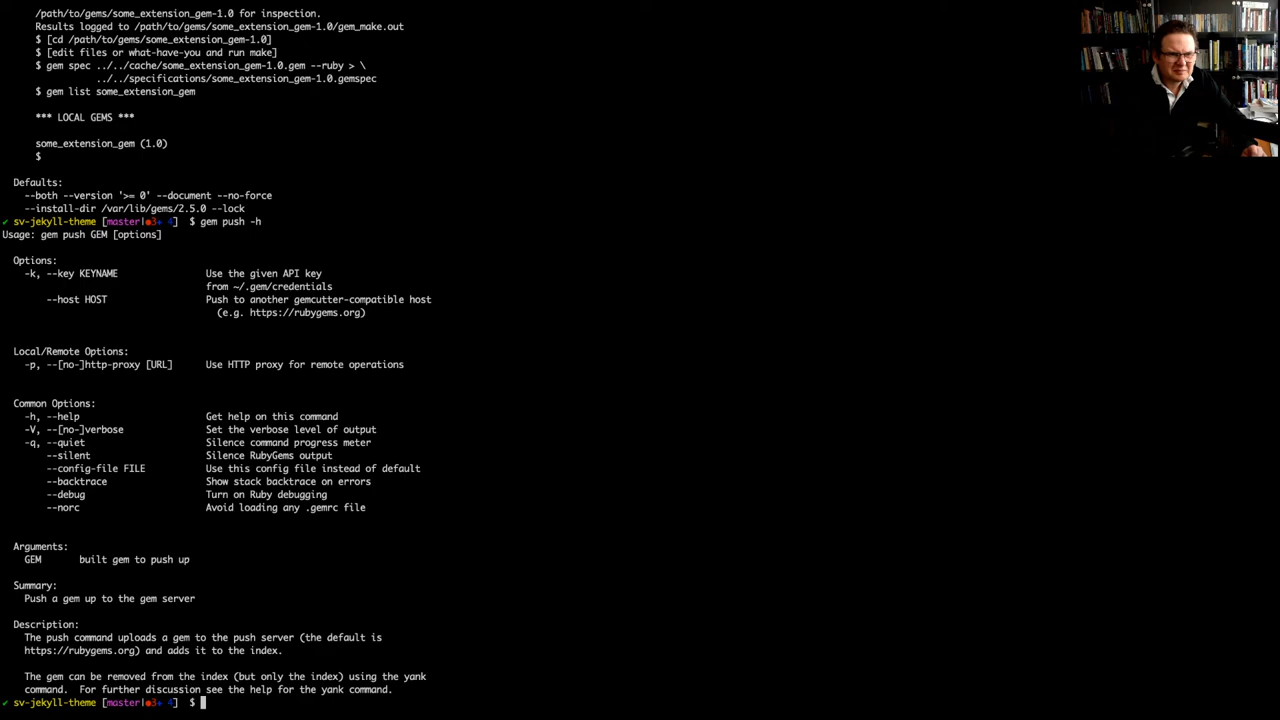 /path/to/gems/some_extension_gem-1.0 for inspection.
Results logged to /path/to/gems/some_extension_gem-1.0/gem_make.out
$ [cd /path/to/gems/some_extension_gem-1.0]
$ [edit files or what-have-you and run make]
$ gem spec ../../cache/some_extension_gem-1.0.gem --ruby > \
../../specifications/some_extension_gem-1.0.gemspec
$ gem list some_extension_gem
*** LOCAL GEMS ***
some_extension_gem (1.0)
$
Defaults:
--both --version '>= 0' --document --no-force
--install-dir /var/lib/gems/2.5.0 --lock
✔ sv-jekyll-theme [master|●3+ 4] $ gem push -h
Usage: gem push GEM [options]
Options:
-k, --key KEYNAME Use the given API key
from ~/.gem/credentials
--host HOST Push to another gemcutter-compatible host
(e.g. https://rubygems.org)
Local/Remote Options:
-p, --[no-]http-proxy [URL] Use HTTP proxy for remote operations
Common Options:
-h, --help Get help on this command
-V, --[no-]verbose Set the verbose level of output
-q, --quiet Silence command progress meter
--silent Silence RubyGems output
--config-file FILE Use this config file instead of default
--backtrace Show stack backtrace on errors
--debug Turn on Ruby debugging
--norc Avoid loading any .gemrc file
Arguments:
GEM built gem to push up
Summary:
Push a gem up to the gem server
Description:
The push command uploads a gem to the push server (the default is
https://rubygems.org) and adds it to the index.
The gem can be removed from the index (but only the index) using the yank
command. For further discussion see the help for the yank command.
✔ sv-jekyll-theme [master|●3+ 4] $